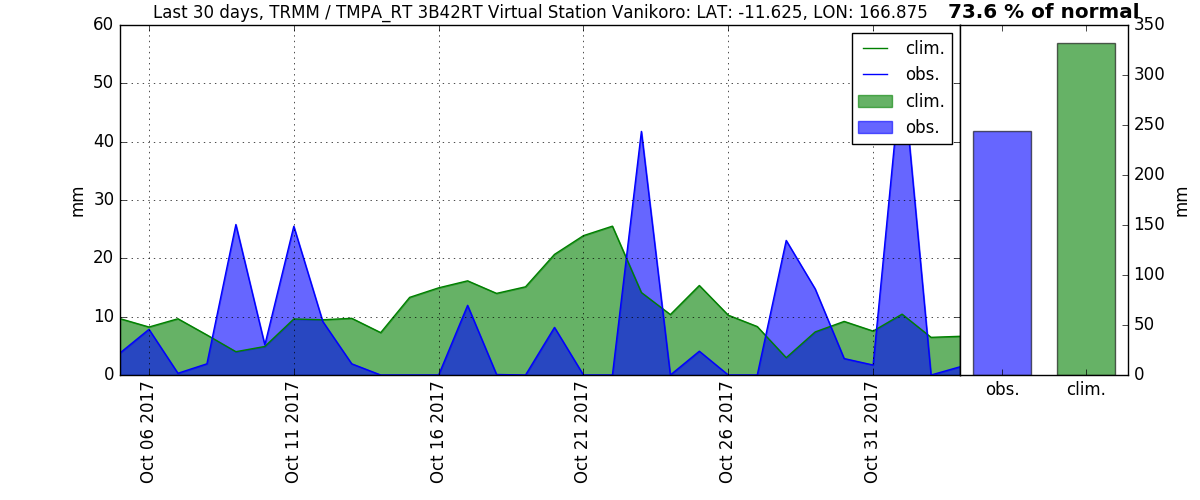 Last 30 days, TRMM / TMPA_RT 3B42RT Virtual Station Vanikoro: LAT: -11.625, LON: 166.875
73.6 % of normal
60
50
40
30
20
10
0
mm
clim.
obs.
clim.
obs.
350
300
250
200
150
100
50
0
mm
Oct 06 2017
Oct 11 2017
Oct 16 2017
Oct 21 2017
Oct 26 2017
Oct 31 2017
obs.
clim.